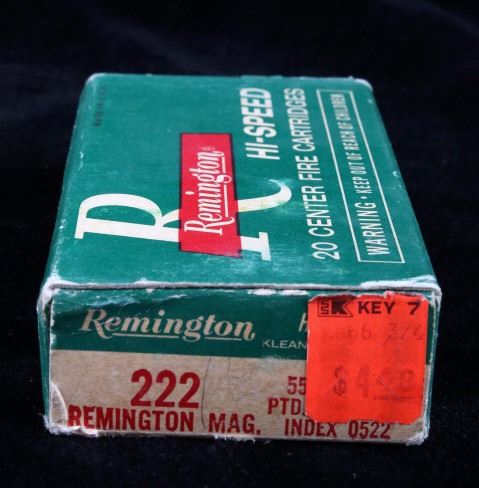 R
Remington®
HI-SPEED
20 CENTER FIRE CARTRIDGES
WARNING • KEEP OUT OF REACH OF CHILDREN
Remington H
KLEAN
K KEY 7
222 55
PTD
REMINGTON MAG. INDEX 0522